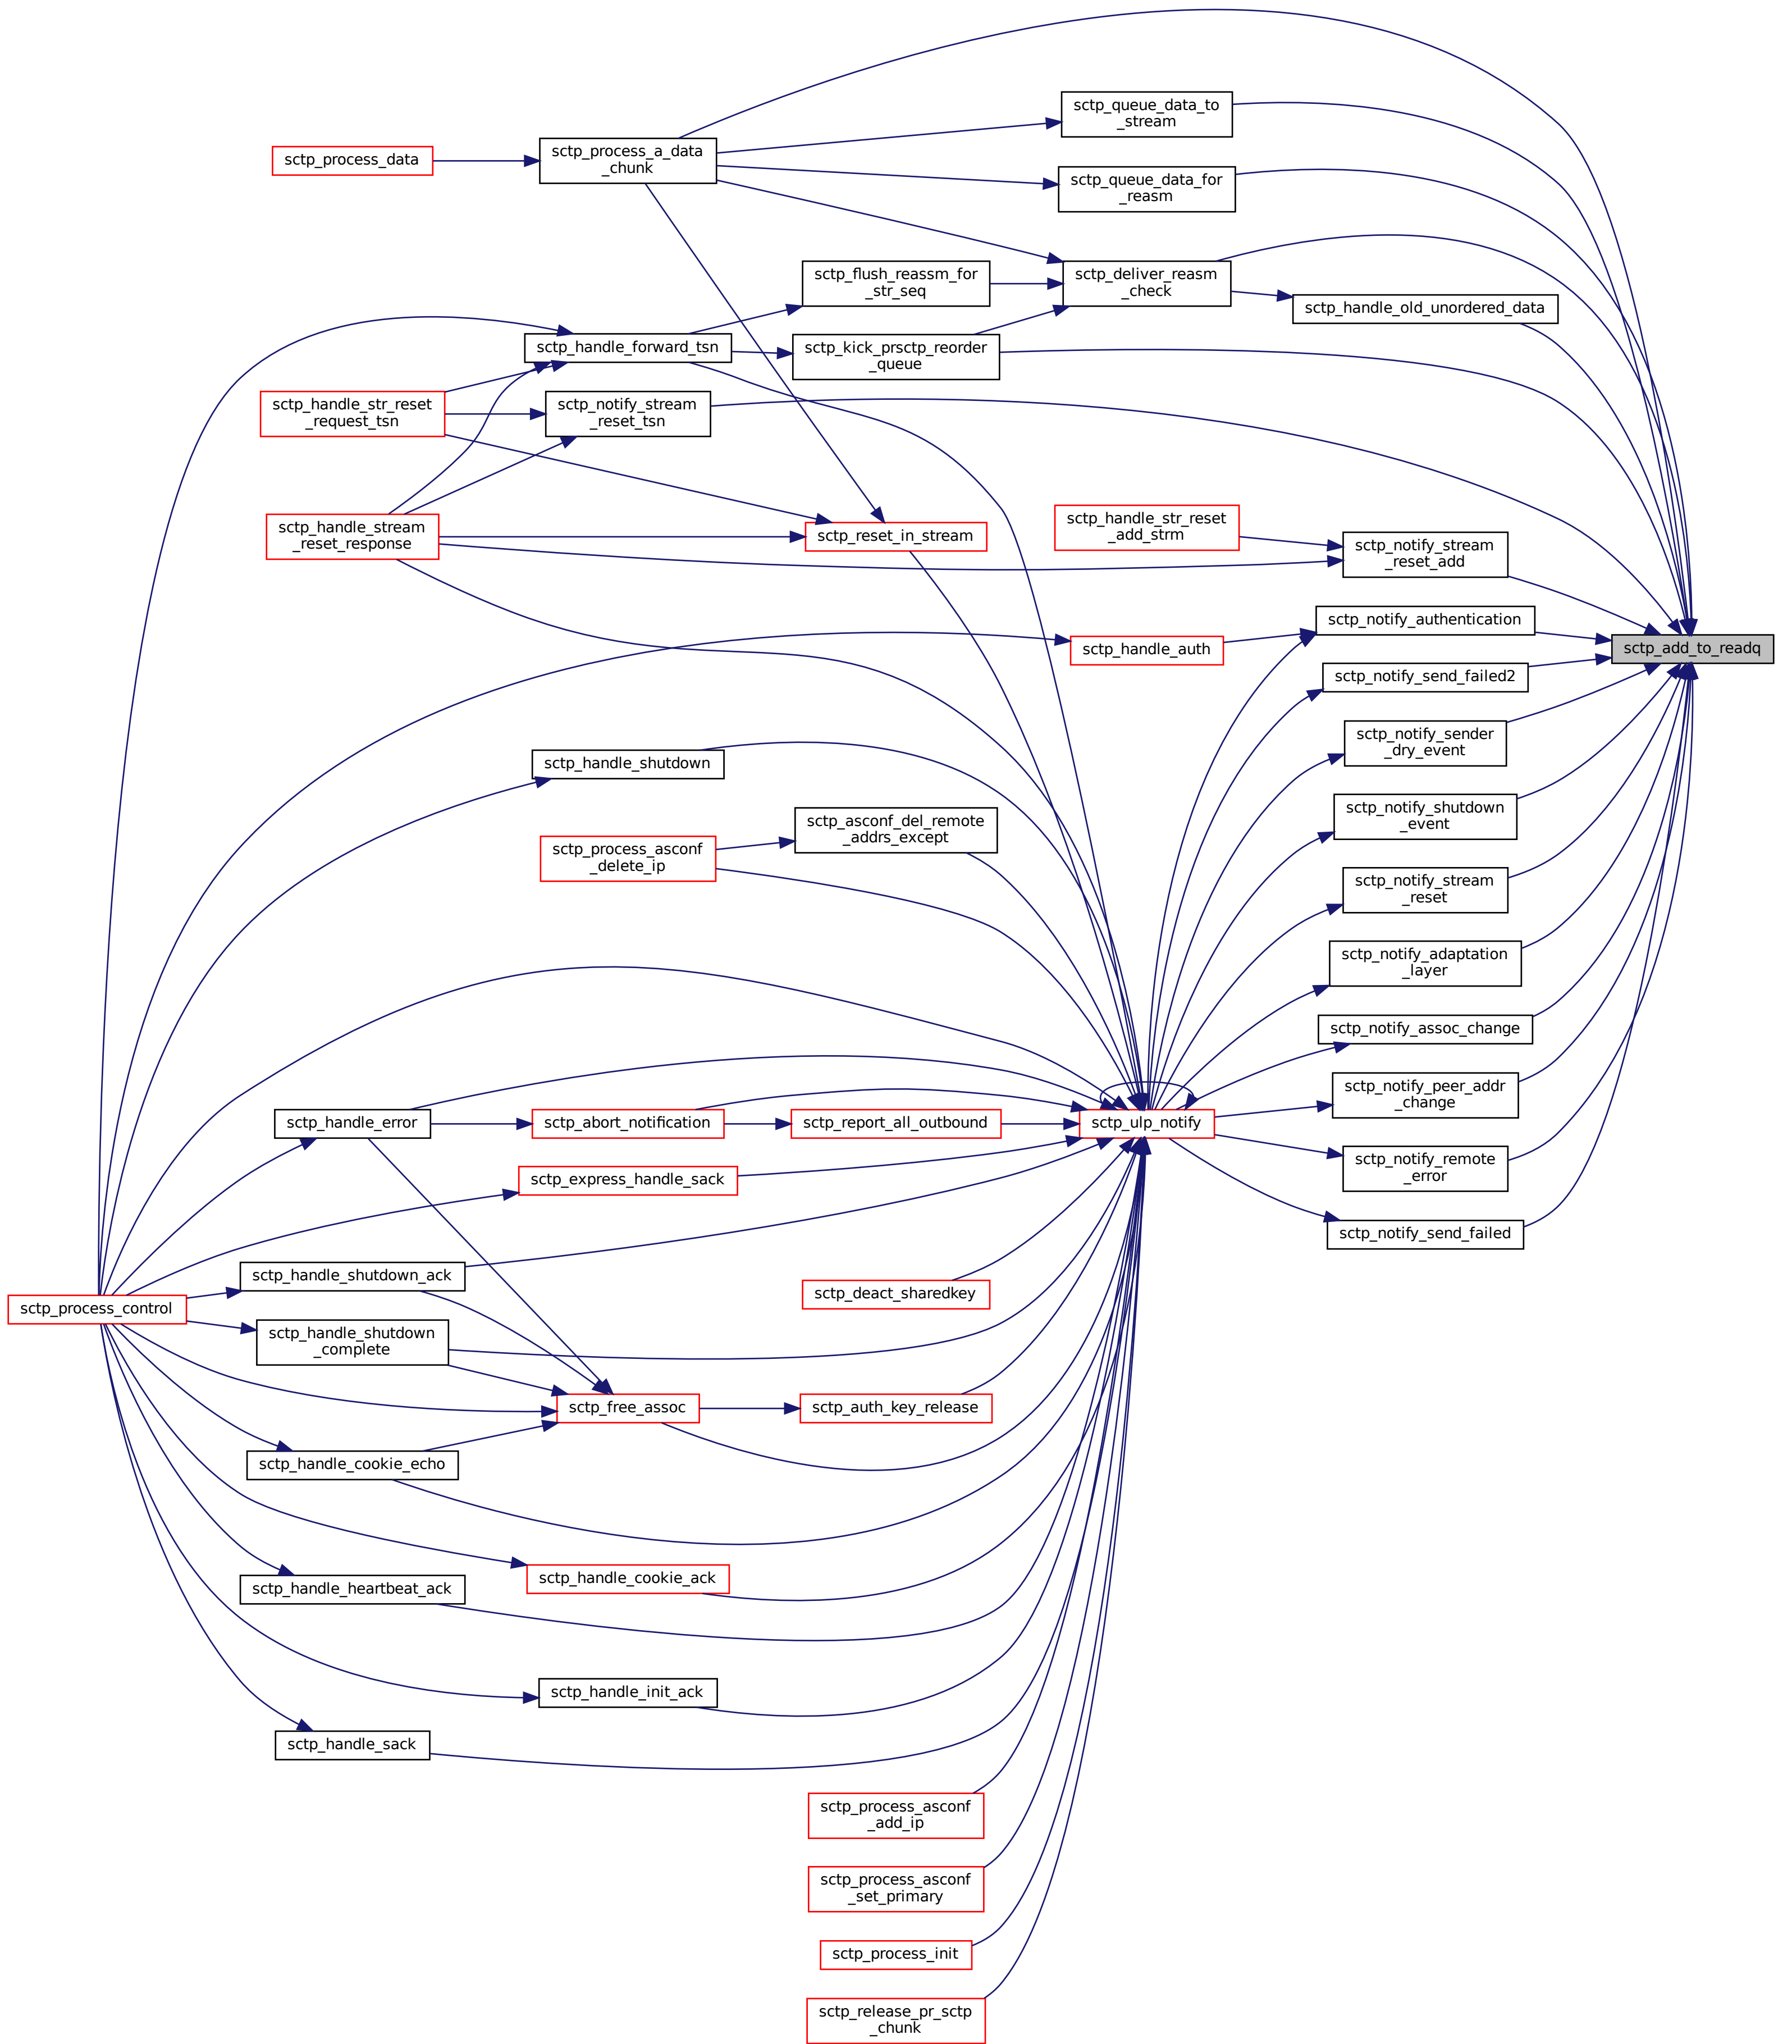 sctp_queue_data_to
_stream
sctp_process_data
sctp_process_a_data
_chunk
sctp_queue_data_for
_reasm
sctp_flush_reassm_for
_str_seq
sctp_deliver_reasm
_check
sctp_handle_old_unordered_data
sctp_handle_forward_tsn
sctp_kick_prsctp_reorder
_queue
sctp_handle_str_reset
_request_tsn
sctp_notify_stream
_reset_tsn
sctp_handle_stream
_reset_response
sctp_reset_in_stream
sctp_handle_str_reset
_add_strm
sctp_notify_stream
_reset_add
sctp_notify_authentication
sctp_handle_auth
sctp_add_to_readq
sctp_notify_send_failed2
sctp_notify_sender
_dry_event
sctp_handle_shutdown
sctp_notify_shutdown
_event
sctp_asconf_del_remote
_addrs_except
sctp_process_asconf
_delete_ip
sctp_notify_stream
_reset
sctp_notify_adaptation
_layer
sctp_notify_assoc_change
sctp_notify_peer_addr
_change
sctp_handle_error
sctp_abort_notification
sctp_report_all_outbound
sctp_ulp_notify
sctp_notify_remote
_error
sctp_express_handle_sack
sctp_notify_send_failed
sctp_handle_shutdown_ack
sctp_deact_sharedkey
sctp_process_control
sctp_handle_shutdown
_complete
sctp_free_assoc
sctp_auth_key_release
sctp_handle_cookie_echo
sctp_handle_cookie_ack
sctp_handle_heartbeat_ack
sctp_handle_init_ack
sctp_handle_sack
sctp_process_asconf
_add_ip
sctp_process_asconf
_set_primary
sctp_process_init
sctp_release_pr_sctp
_chunk